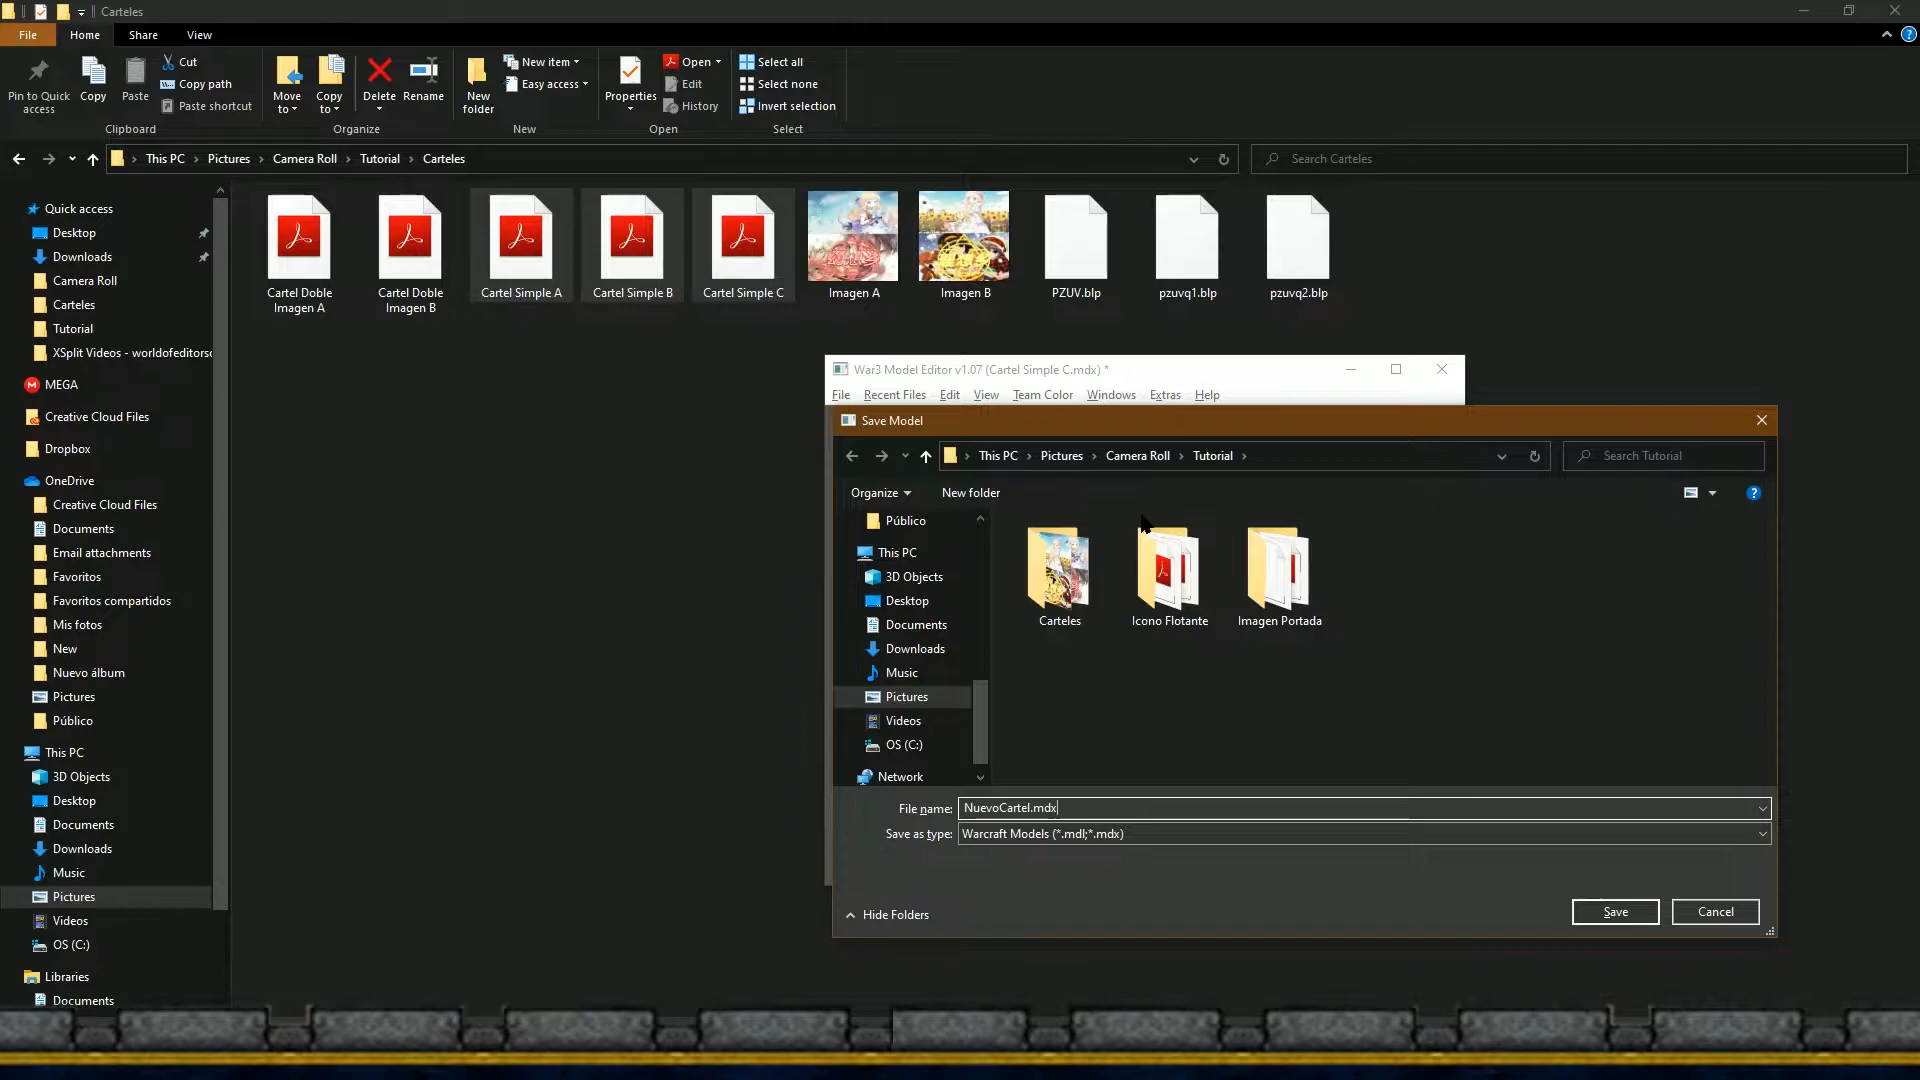 Carteles
File
Home
Share
View
Pin to Quick
access
Copy
Paste
Cut
Copy path
Paste shortcut
Clipboard
Move
to
Copy
to
Delete
Rename
Organize
New
folder
New item
Easy access
New
Properties
Open
Edit
History
Open
Select all
Select none
Invert selection
Select
This PC
Pictures
Camera Roll
Tutorial
Carteles
Search Carteles
Quick access
Desktop
Downloads
Camera Roll
Carteles
Tutorial
XSplit Videos - worldofeditors
MEGA
Creative Cloud Files
Dropbox
OneDrive
Creative Cloud Files
Documents
Email attachments
Favoritos
Favoritos compartidos
Mis fotos
New
Nuevo álbum
Pictures
Público
This PC
3D Objects
Desktop
Documents
Downloads
Music
Pictures
Videos
OS (C:)
Libraries
Documents
Cartel Doble
Imagen A
Cartel Doble
Imagen B
Cartel Simple A
Cartel Simple B
Cartel Simple C
Imagen A
Imagen B
PZUV.blp
pzuvq1.blp
pzuvq2.blp
War3 Model Editor v1.07 (Cartel Simple C.mdx) *
File
Recent Files
Edit
View
Team Color
Windows
Extras
Help
Save Model
This PC
Pictures
Camera Roll
Tutorial
Search Tutorial
Organize
New folder
Público
This PC
3D Objects
Desktop
Documents
Downloads
Music
Pictures
Videos
OS (C:)
Network
Carteles
Icono Flotante
Imagen Portada
File name: NuevoCartel.mdx
Save as type: Warcraft Models (*.mdl;*.mdx)
Hide Folders
Save
Cancel